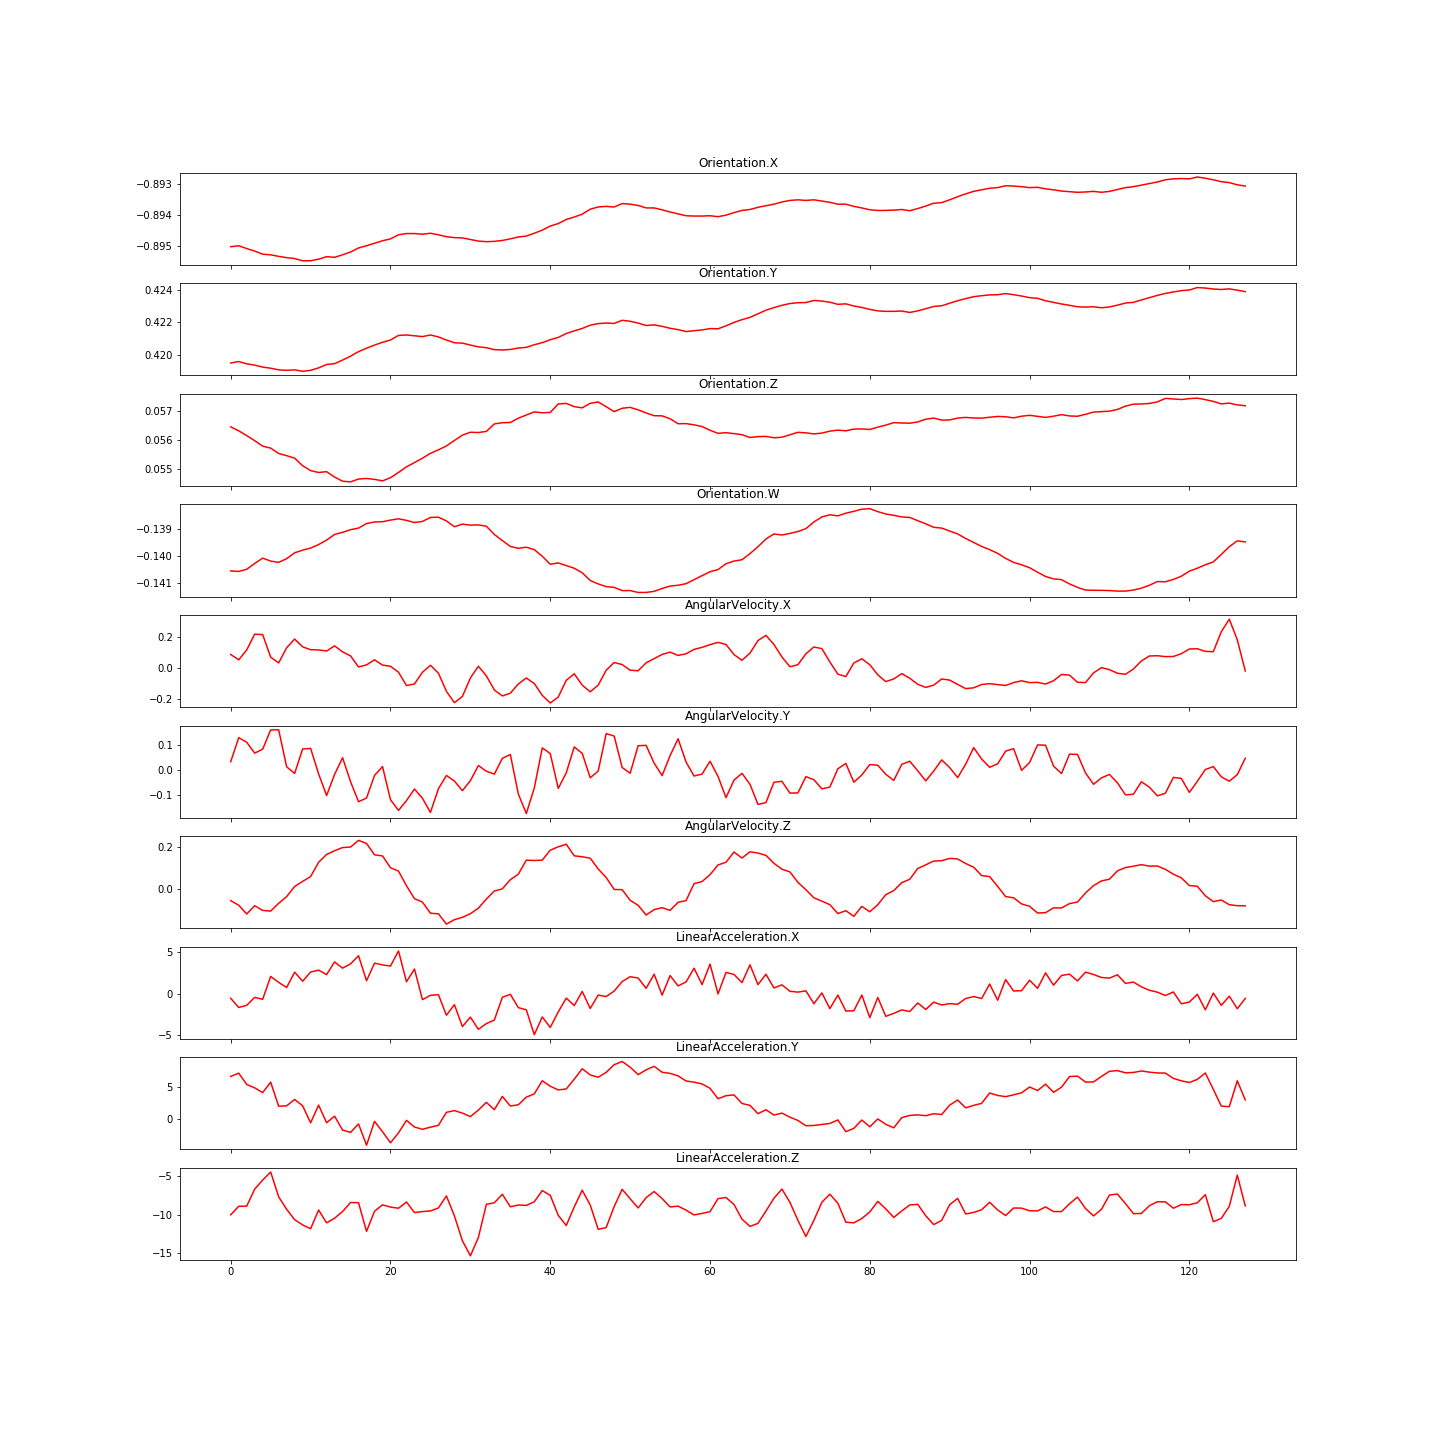 Orientation.X
−0.893
−0.894
−0.895
Orientation.Y
0.424
0.422
0.420
Orientation.Z
0.057
0.056
0.055
Orientation.W
−0.139
−0.140
−0.141
AngularVelocity.X
0.2
0.0
−0.2
AngularVelocity.Y
0.1
0.0
−0.1
AngularVelocity.Z
0.2
0.0
LinearAcceleration.X
5
0
−5
LinearAcceleration.Y
5
0
LinearAcceleration.Z
−5
−10
−15
0 20 40 60 80 100 120